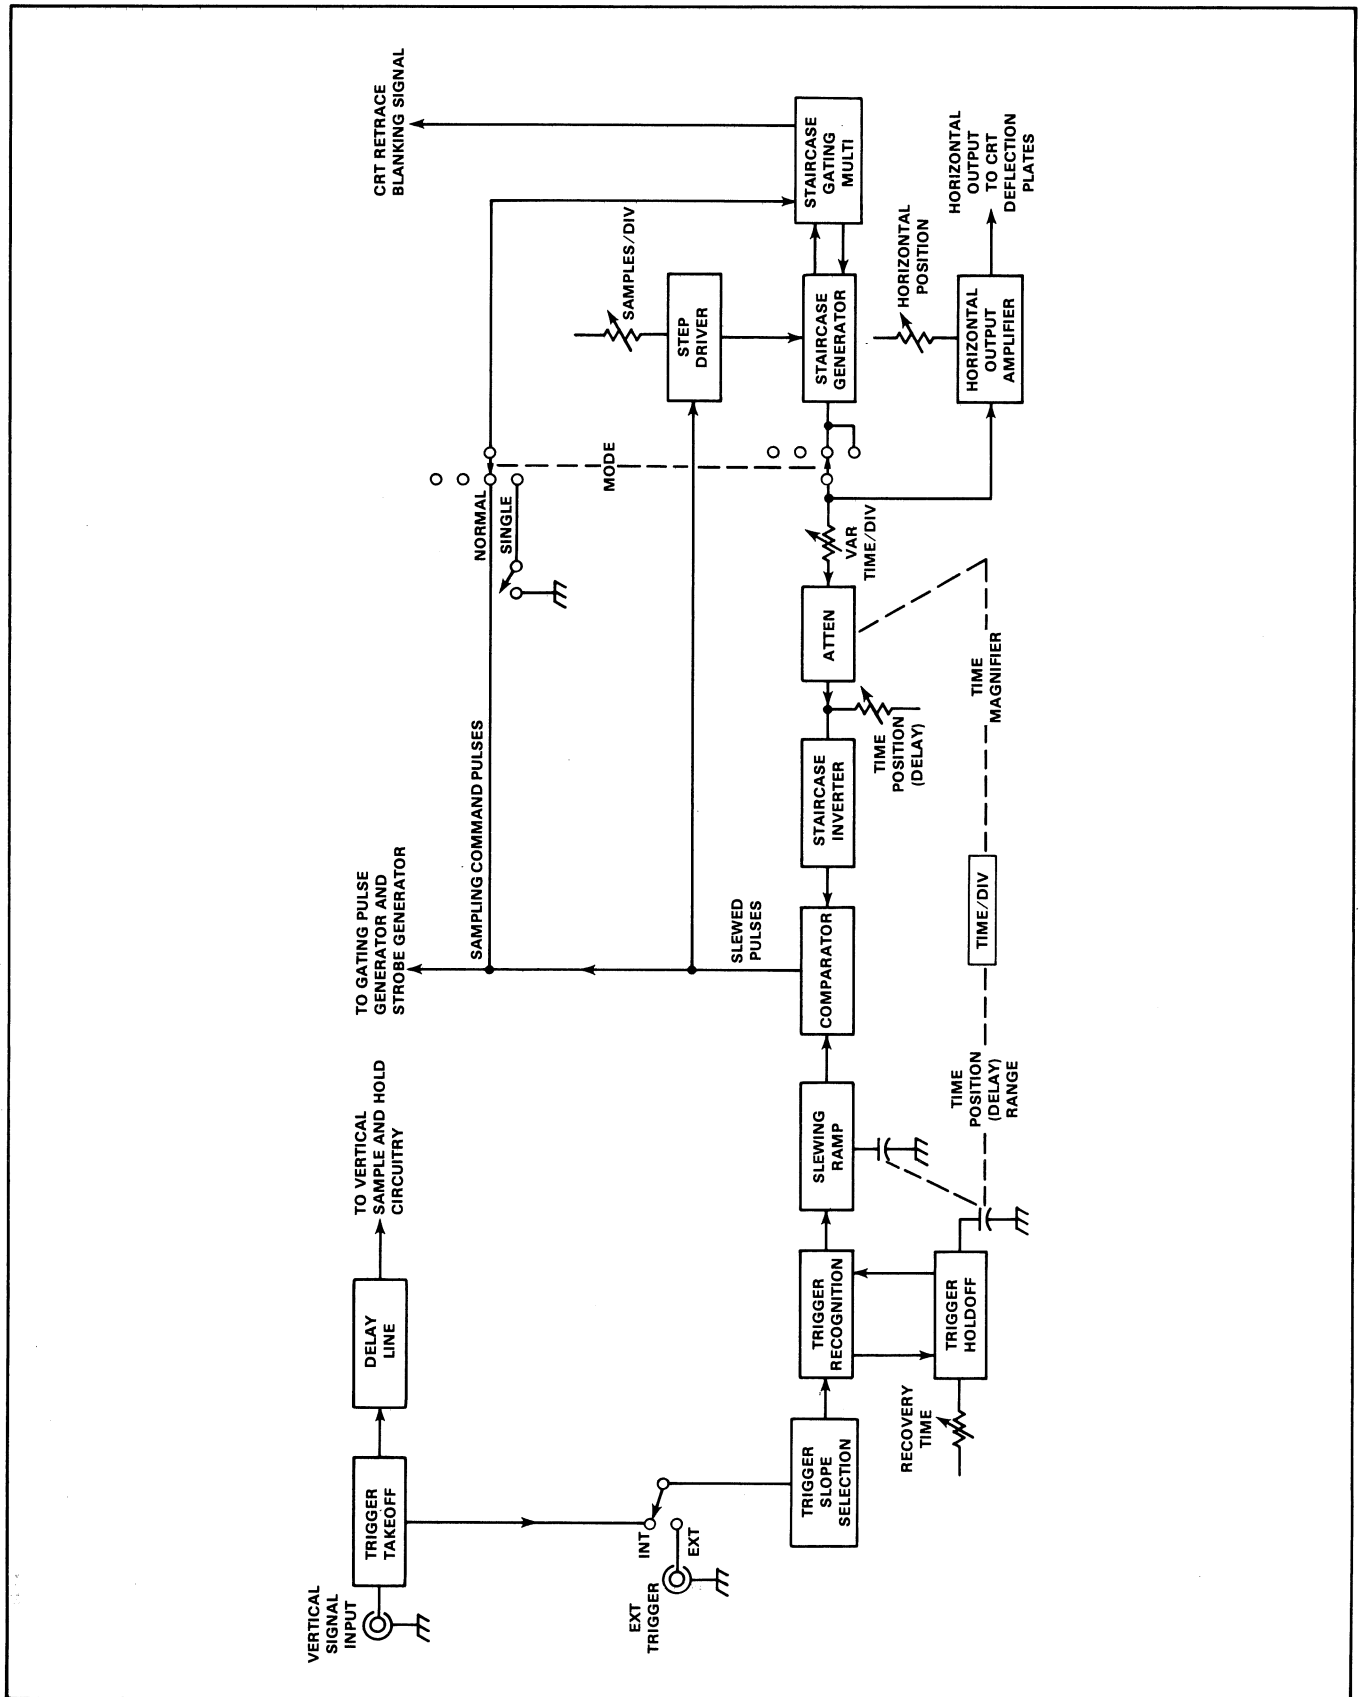 VERTICAL
SIGNAL
INPUT
TRIGGER
TAKEOFF
DELAY
LINE
TO VERTICAL
SAMPLE AND HOLD
CIRCUITRY
TO GATING PULSE
GENERATOR AND
STROBE GENERATOR
CRT RETRACE
BLANKING SIGNAL
SAMPLING COMMAND PULSES
NORMAL
SINGLE
MODE
SAMPLES/DIV
INT
EXT
EXT
TRIGGER
SLEWED
PULSES
STEP
DRIVER
TRIGGER
SLOPE
SELECTION
TRIGGER
RECOGNITION
SLEWING
RAMP
COMPARATOR
STAIRCASE
INVERTER
ATTEN
VAR
TIME/DIV
STAIRCASE
GENERATOR
STAIRCASE
GATING
MULTI
RECOVERY
TIME
TRIGGER
HOLDOFF
TIME
POSITION
(DELAY)
RANGE
TIME/DIV
TIME
POSITION
(DELAY)
TIME
MAGNIFIER
HORIZONTAL
POSITION
HORIZONTAL
OUTPUT
AMPLIFIER
HORIZONTAL
OUTPUT
TO CRT
DEFLECTION
PLATES